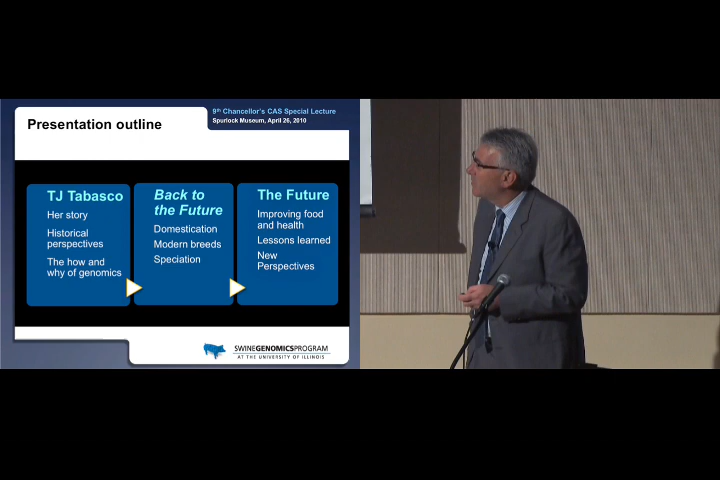 9th Chancellor's CAS Special Lecture
Spurlock Museum, April 26, 2010
Presentation outline
TJ Tabasco
Her story
Historical
perspectives
The how and
why of genomics
Back to
the Future
Domestication
Modern breeds
Speciation
The Future
Improving food
and health
Lessons learned
New
Perspectives
SWINEGENOMICSPROGRAM
AT THE UNIVERSITY OF ILLINOIS